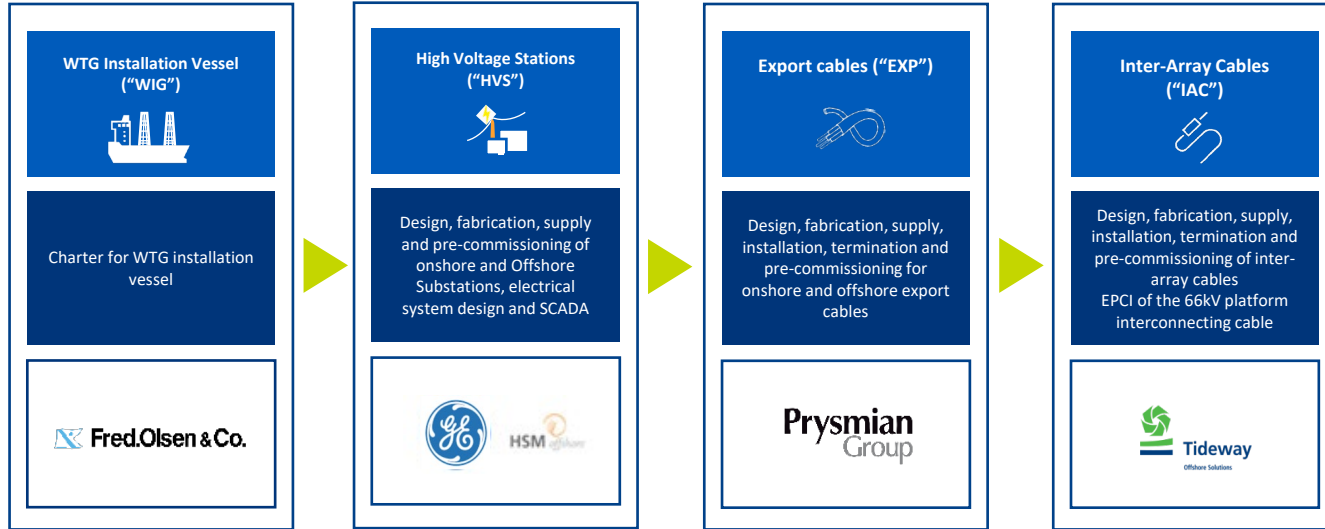 WTG Installation Vessel
(“WIG”)
Charter for WTG installation
vessel
Fred.Olsen & Co.
High Voltage Stations
(“HVS”)
Design, fabrication, supply
and pre-commissioning of
onshore and Offshore
Substations, electrical
system design and SCADA
GE
HSM offshore
Export cables (“EXP”)
Design, fabrication, supply,
installation, termination and
pre-commissioning for
onshore and offshore export
cables
Prysmian
Group
Inter-Array Cables
(“IAC”)
Design, fabrication, supply,
installation, termination and
pre-commissioning of inter-
array cables
EPCI of the 66kV platform
interconnecting cable
Tideway
Offshore Solutions